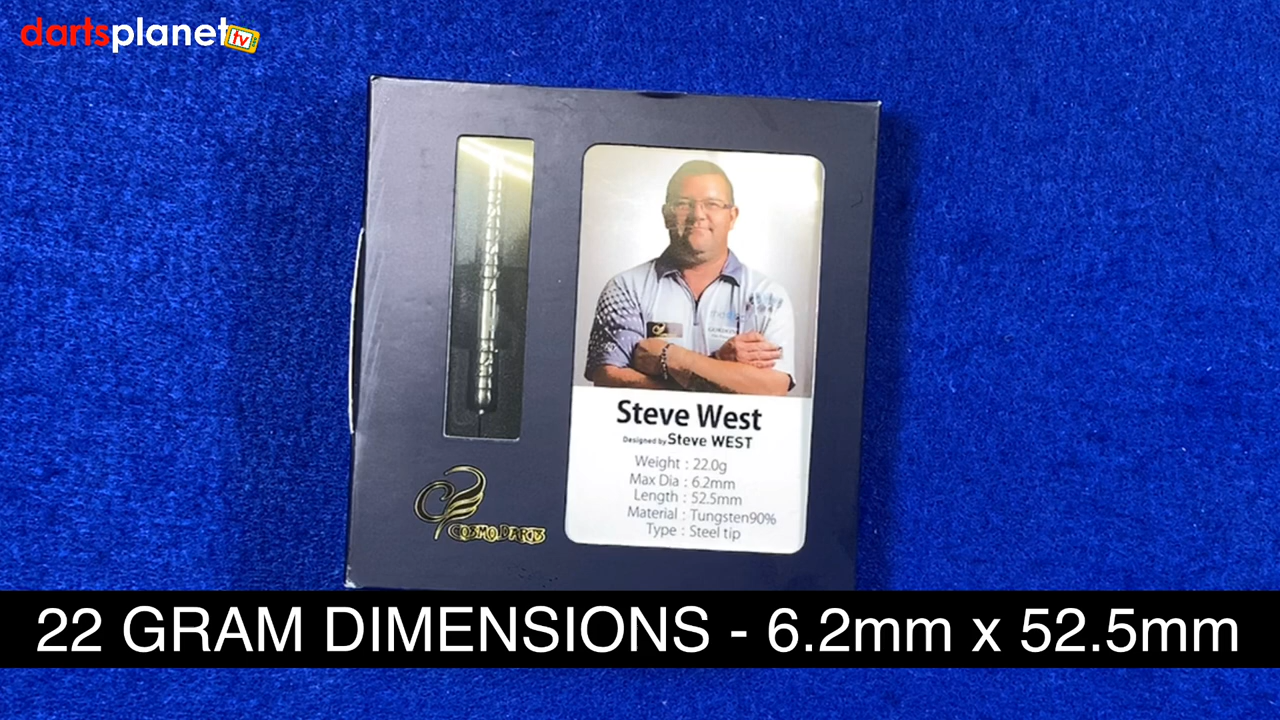 dartsplanet tv
Steve West
Designed by Steve WEST
Weight : 22.0g
Max Dia : 6.2mm
Length : 52.5mm
Material : Tungsten90%
Type : Steel tip
COSMO DARTS
22 GRAM DIMENSIONS - 6.2mm x 52.5mm